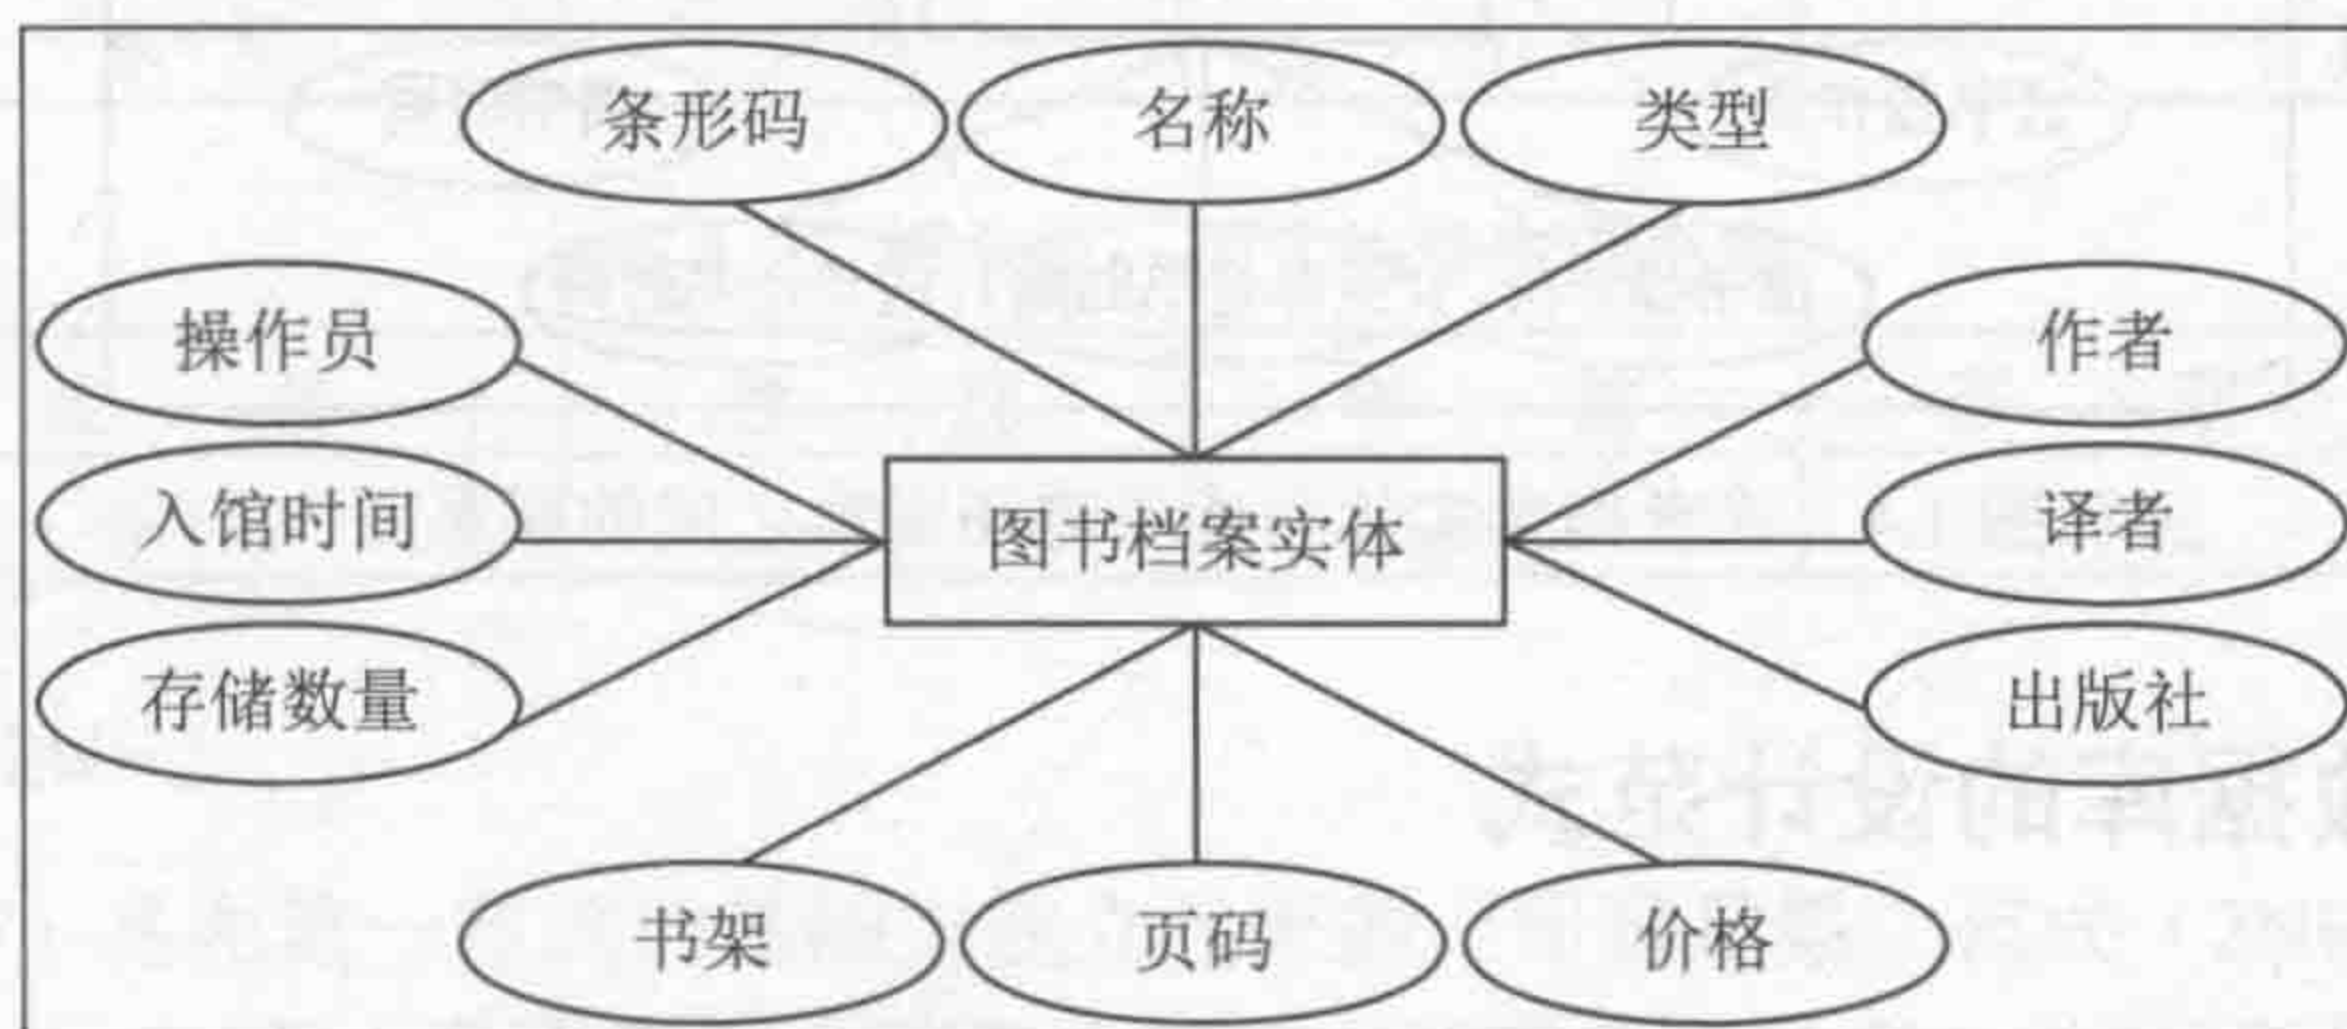 条形码 名称 类型
操作员 作者
入馆时间 图书档案实体 译者
存储数量 出版社
书架 页码 价格